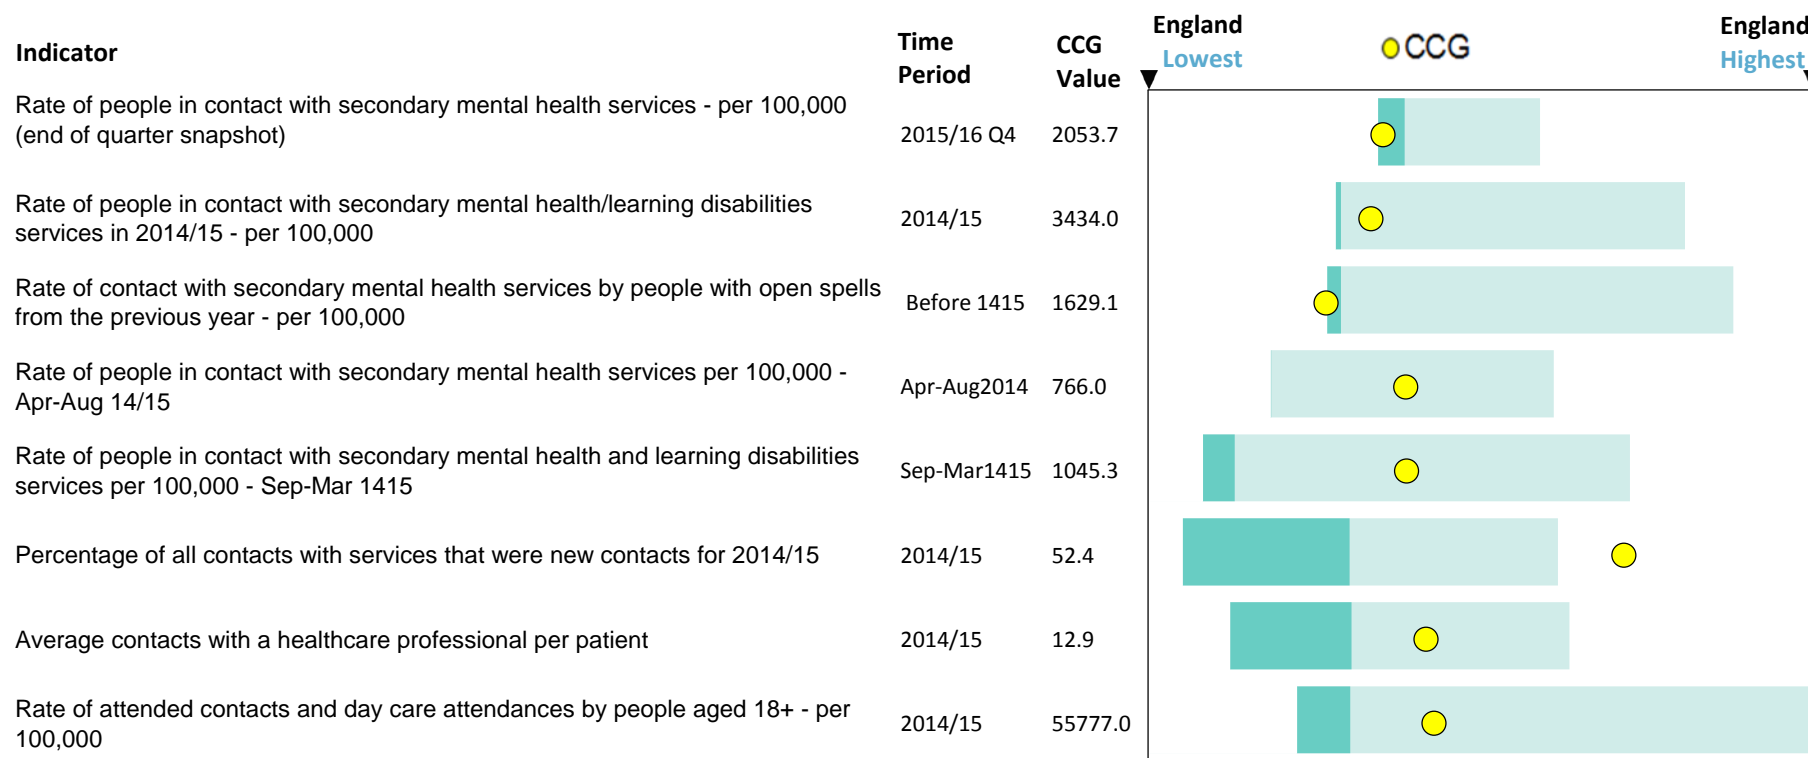 Indicator
Time Period
CCG Value
England Lowest
CCG
England Highest
Rate of people in contact with secondary mental health services - per 100,000
(end of quarter snapshot)
2015/16 Q4
2053.7
Rate of people in contact with secondary mental health/learning disabilities
services in 2014/15 - per 100,000
2014/15
3434.0
Rate of contact with secondary mental health services by people with open spells
from the previous year - per 100,000
Before 1415
1629.1
Rate of people in contact with secondary mental health services per 100,000 -
Apr-Aug 14/15
Apr-Aug2014
766.0
Rate of people in contact with secondary mental health and learning disabilities
services per 100,000 - Sep-Mar 1415
Sep-Mar1415
1045.3
Percentage of all contacts with services that were new contacts for 2014/15
2014/15
52.4
Average contacts with a healthcare professional per patient
2014/15
12.9
Rate of attended contacts and day care attendances by people aged 18+ - per
100,000
2014/15
55777.0